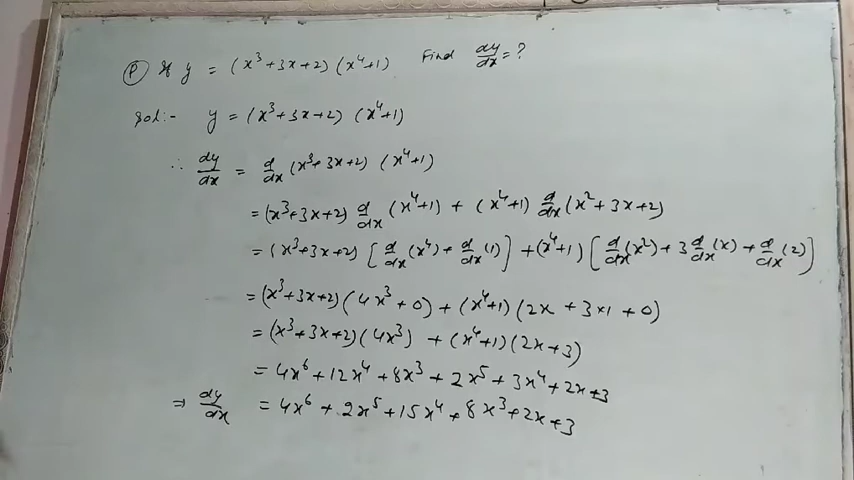 (P) If y = (x³+3x+2) (x⁴+1) Find dy/dx = ?
Sol:- y = (x³+3x+2) (x⁴+1)
∴ dy/dx = d/dx (x³+3x+2) (x⁴+1)
= (x³+3x+2) d/dx (x⁴+1) + (x⁴+1) d/dx (x²+3x+2)
= (x³+3x+2) [d/dx (x⁴) + d/dx (1)] + (x⁴+1) [d/dx (x²) + 3 d/dx (x) + d/dx (2)]
= (x³+3x+2) (4x³+0) + (x⁴+1) (2x + 3×1 + 0)
= (x³+3x+2) (4x³) + (x⁴+1) (2x+3)
= 4x⁶ + 12x⁴ + 8x³ + 2x⁵ + 3x⁴ + 2x + 3
⇒ dy/dx = 4x⁶ + 2x⁵ + 15x⁴ + 8x³ + 2x + 3